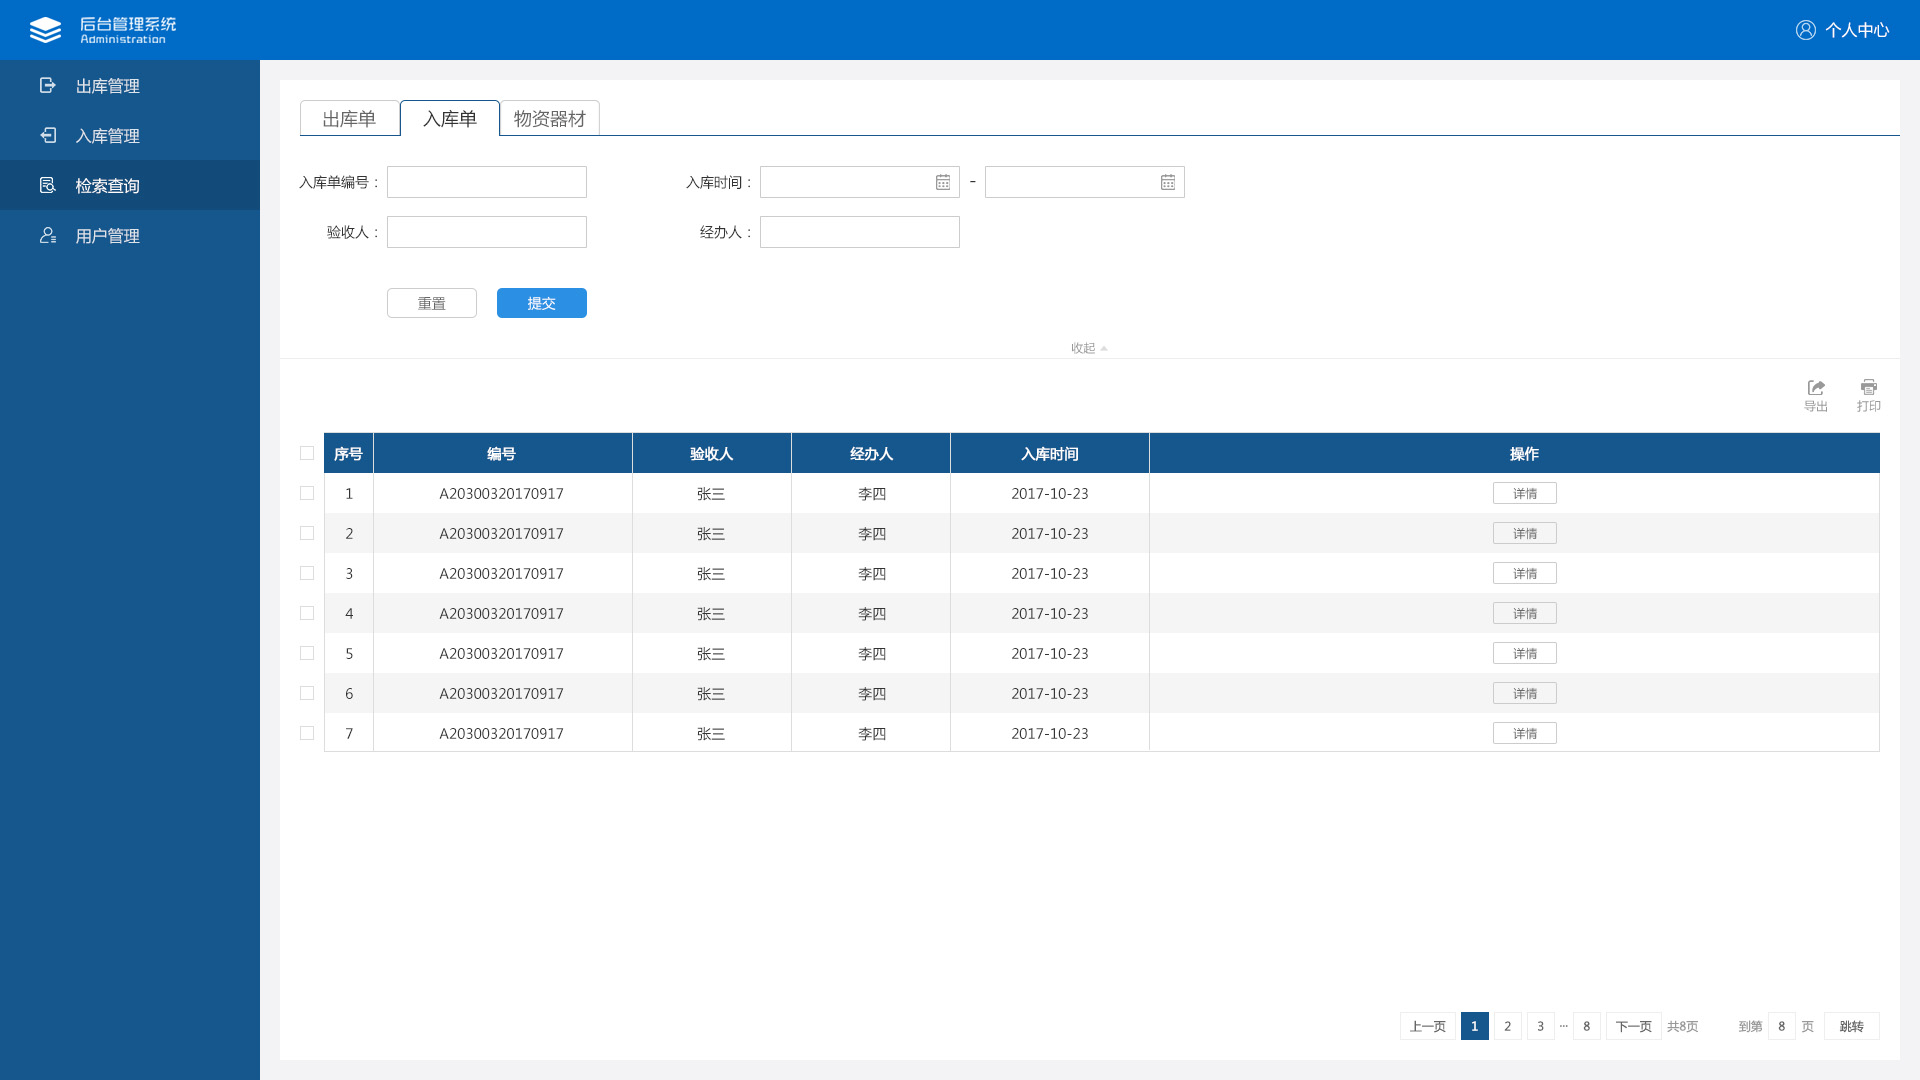 后台管理系统
Administration
个人中心
出库管理
入库管理
检索查询
用户管理
出库单 入库单 物资器材
入库单编号： 入库时间： -
验收人： 经办人：
重置 提交
收起
导出 打印
序号 编号 验收人 经办人 入库时间 操作
1 A20300320170917 张三 李四 2017-10-23 详情
2 A20300320170917 张三 李四 2017-10-23 详情
3 A20300320170917 张三 李四 2017-10-23 详情
4 A20300320170917 张三 李四 2017-10-23 详情
5 A20300320170917 张三 李四 2017-10-23 详情
6 A20300320170917 张三 李四 2017-10-23 详情
7 A20300320170917 张三 李四 2017-10-23 详情
上一页 1 2 3 ··· 8 下一页 共8页 到第 8 页 跳转